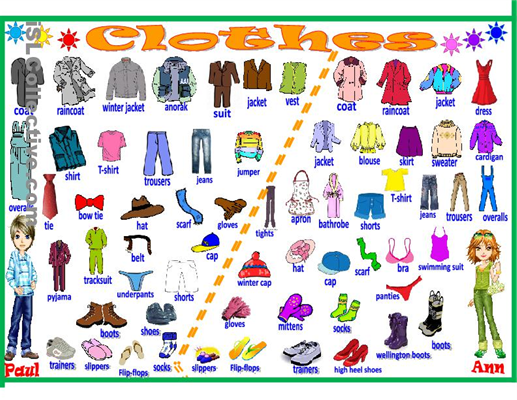 Clothes
iSLCollective.com
coat raincoat winter jacket anorak suit jacket vest coat raincoat jacket dress
overalls shirt T-shirt trousers jeans jumper jacket blouse skirt sweater cardigan
tie bow tie hat scarf gloves tights apron bathrobe shorts T-shirt jeans trousers overalls
pyjama tracksuit belt cap winter cap hat cap scarf bra swimming suit
underpants shorts panties
boots shoes gloves mittens socks wellington boots boots
trainers slippers Flip-flops socks slippers Flip-flops trainers high heel shoes
Paul Ann